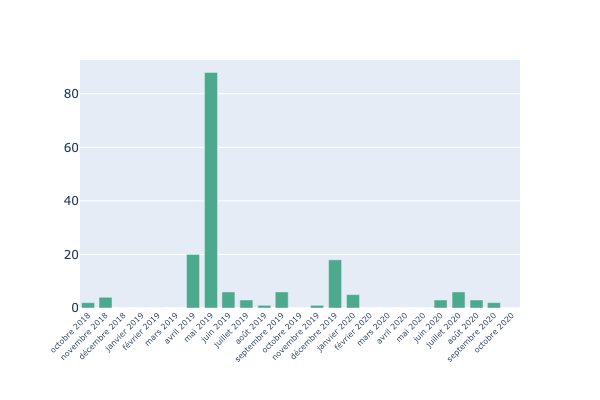 80
60
40
20
0
octobre 2018
novembre 2018
décembre 2018
janvier 2019
février 2019
mars 2019
avril 2019
mai 2019
juin 2019
juillet 2019
août 2019
septembre 2019
octobre 2019
novembre 2019
décembre 2019
janvier 2020
février 2020
mars 2020
avril 2020
mai 2020
juin 2020
juillet 2020
août 2020
septembre 2020
octobre 2020